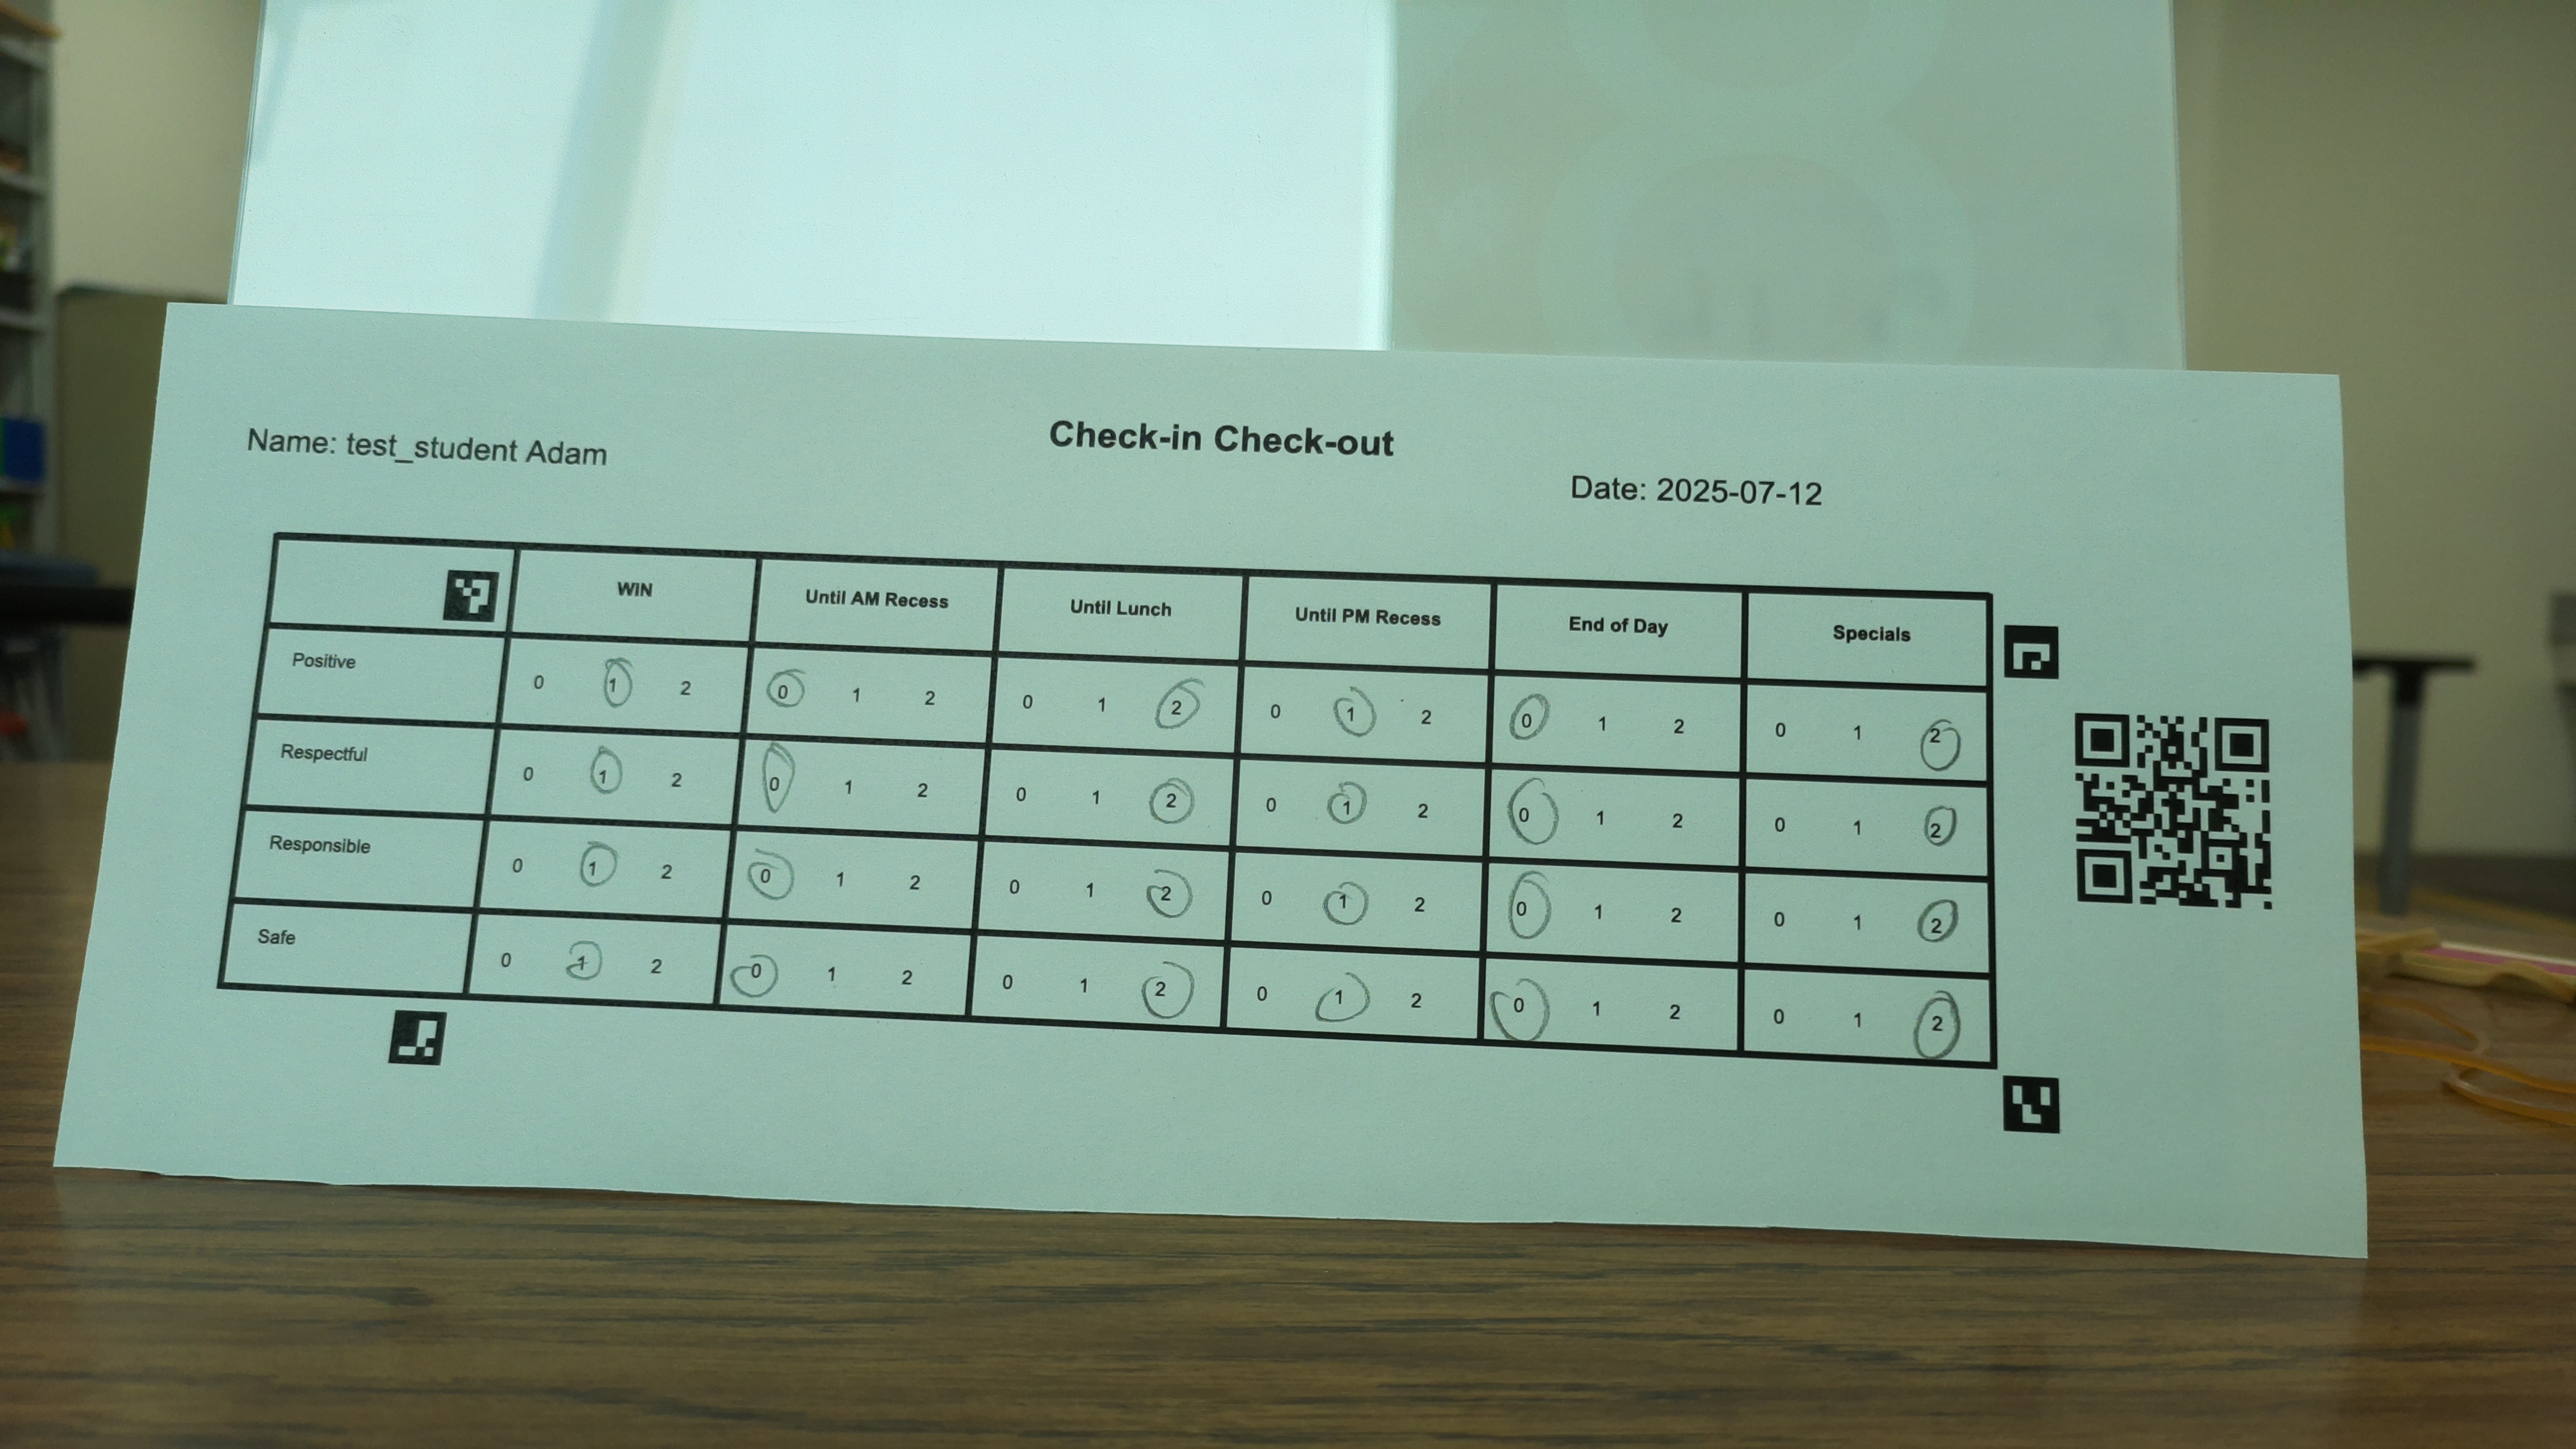 Check-in Check-out
Name: test_student Adam
Date: 2025-07-12
WIN Until AM Recess Until Lunch Until PM Recess End of Day Specials
Positive 0 1 2 0 1 2 0 1 2 0 1 2 0 1 2 0 1 2
Respectful 0 1 2 0 1 2 0 1 2 0 1 2 0 1 2 0 1 2
Responsible 0 1 2 0 1 2 0 1 2 0 1 2 0 1 2 0 1 2
Safe 0 1 2 0 1 2 0 1 2 0 1 2 0 1 2 0 1 2